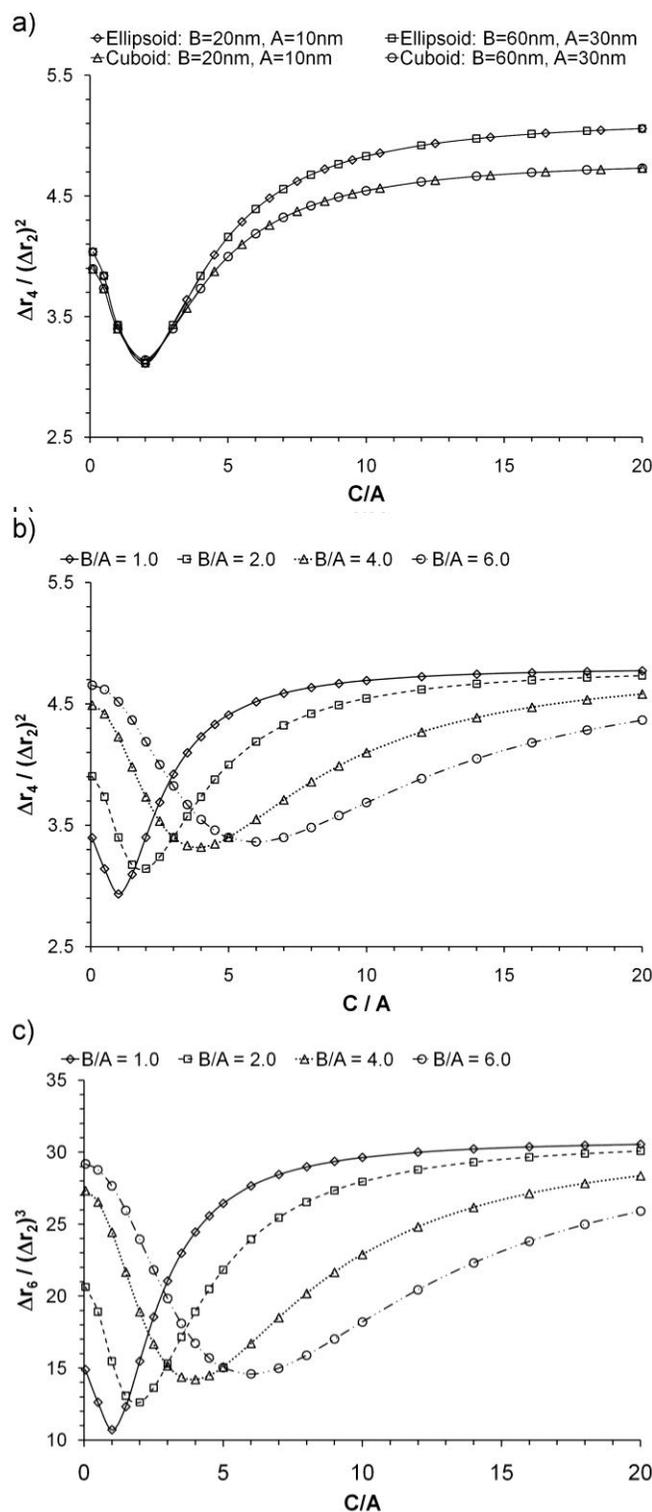 a)
Ellipsoid: B=20nm, A=10nm Ellipsoid: B=60nm, A=30nm
Cuboid: B=20nm, A=10nm Cuboid: B=60nm, A=30nm
5.5
4.5
3.5
2.5
Δr₄ / (Δr₂)²
0 5 10 15 20
C/A
b)
B/A = 1.0 B/A = 2.0 B/A = 4.0 B/A = 6.0
5.5
4.5
3.5
2.5
Δr₄ / (Δr₂)²
0 5 10 15 20
C / A
c)
B/A = 1.0 B/A = 2.0 B/A = 4.0 B/A = 6.0
35
30
25
20
15
10
Δr₆ / (Δr₂)³
0 5 10 15 20
C/A